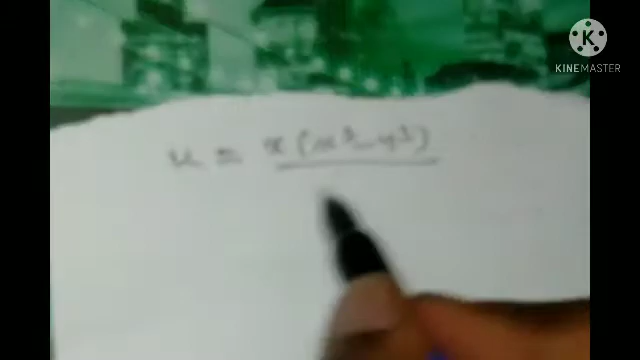 K
KINEMASTER
u = x(x³-y³)